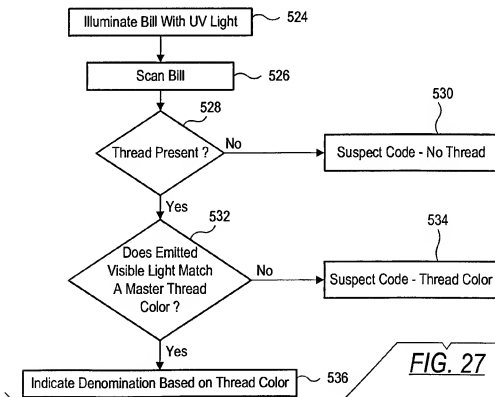 Illuminate Bill With UV Light
524
Scan Bill
526
528
530
Thread Present ?
No
Suspect Code - No Thread
Yes
532
534
Does Emitted
Visible Light Match
A Master Thread
Color ?
No
Suspect Code - Thread Color
Yes
FIG. 27
Indicate Denomination Based on Thread Color
536